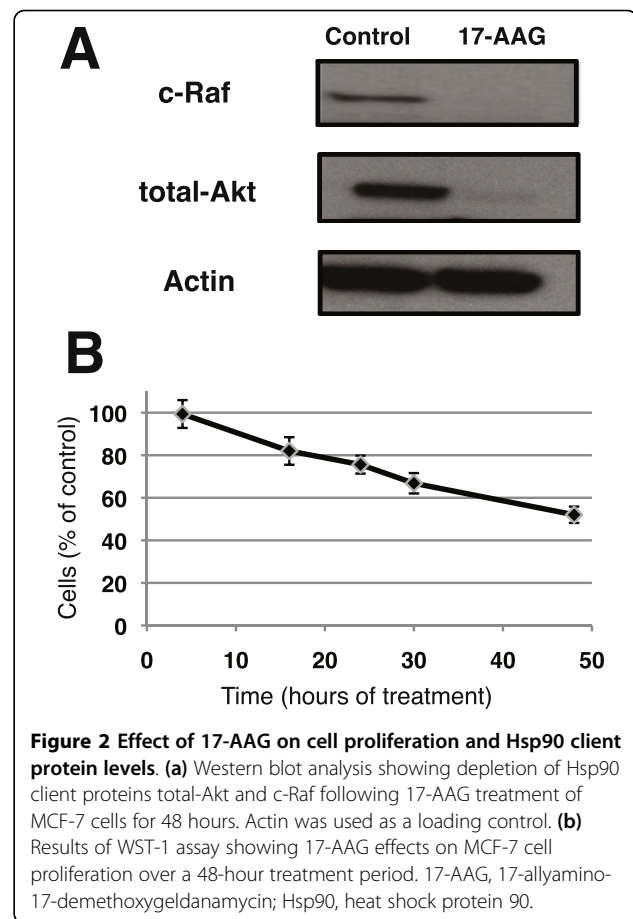 A
Control 17-AAG
c-Raf
total-Akt
Actin
B
Cells (% of control)
100
80
60
40
20
0
0 10 20 30 40 50
Time (hours of treatment)
Figure 2 Effect of 17-AAG on cell proliferation and Hsp90 client
protein levels. (a) Western blot analysis showing depletion of Hsp90
client proteins total-Akt and c-Raf following 17-AAG treatment of
MCF-7 cells for 48 hours. Actin was used as a loading control. (b)
Results of WST-1 assay showing 17-AAG effects on MCF-7 cell
proliferation over a 48-hour treatment period. 17-AAG, 17-allyamino-
17-demethoxygeldanamycin; Hsp90, heat shock protein 90.